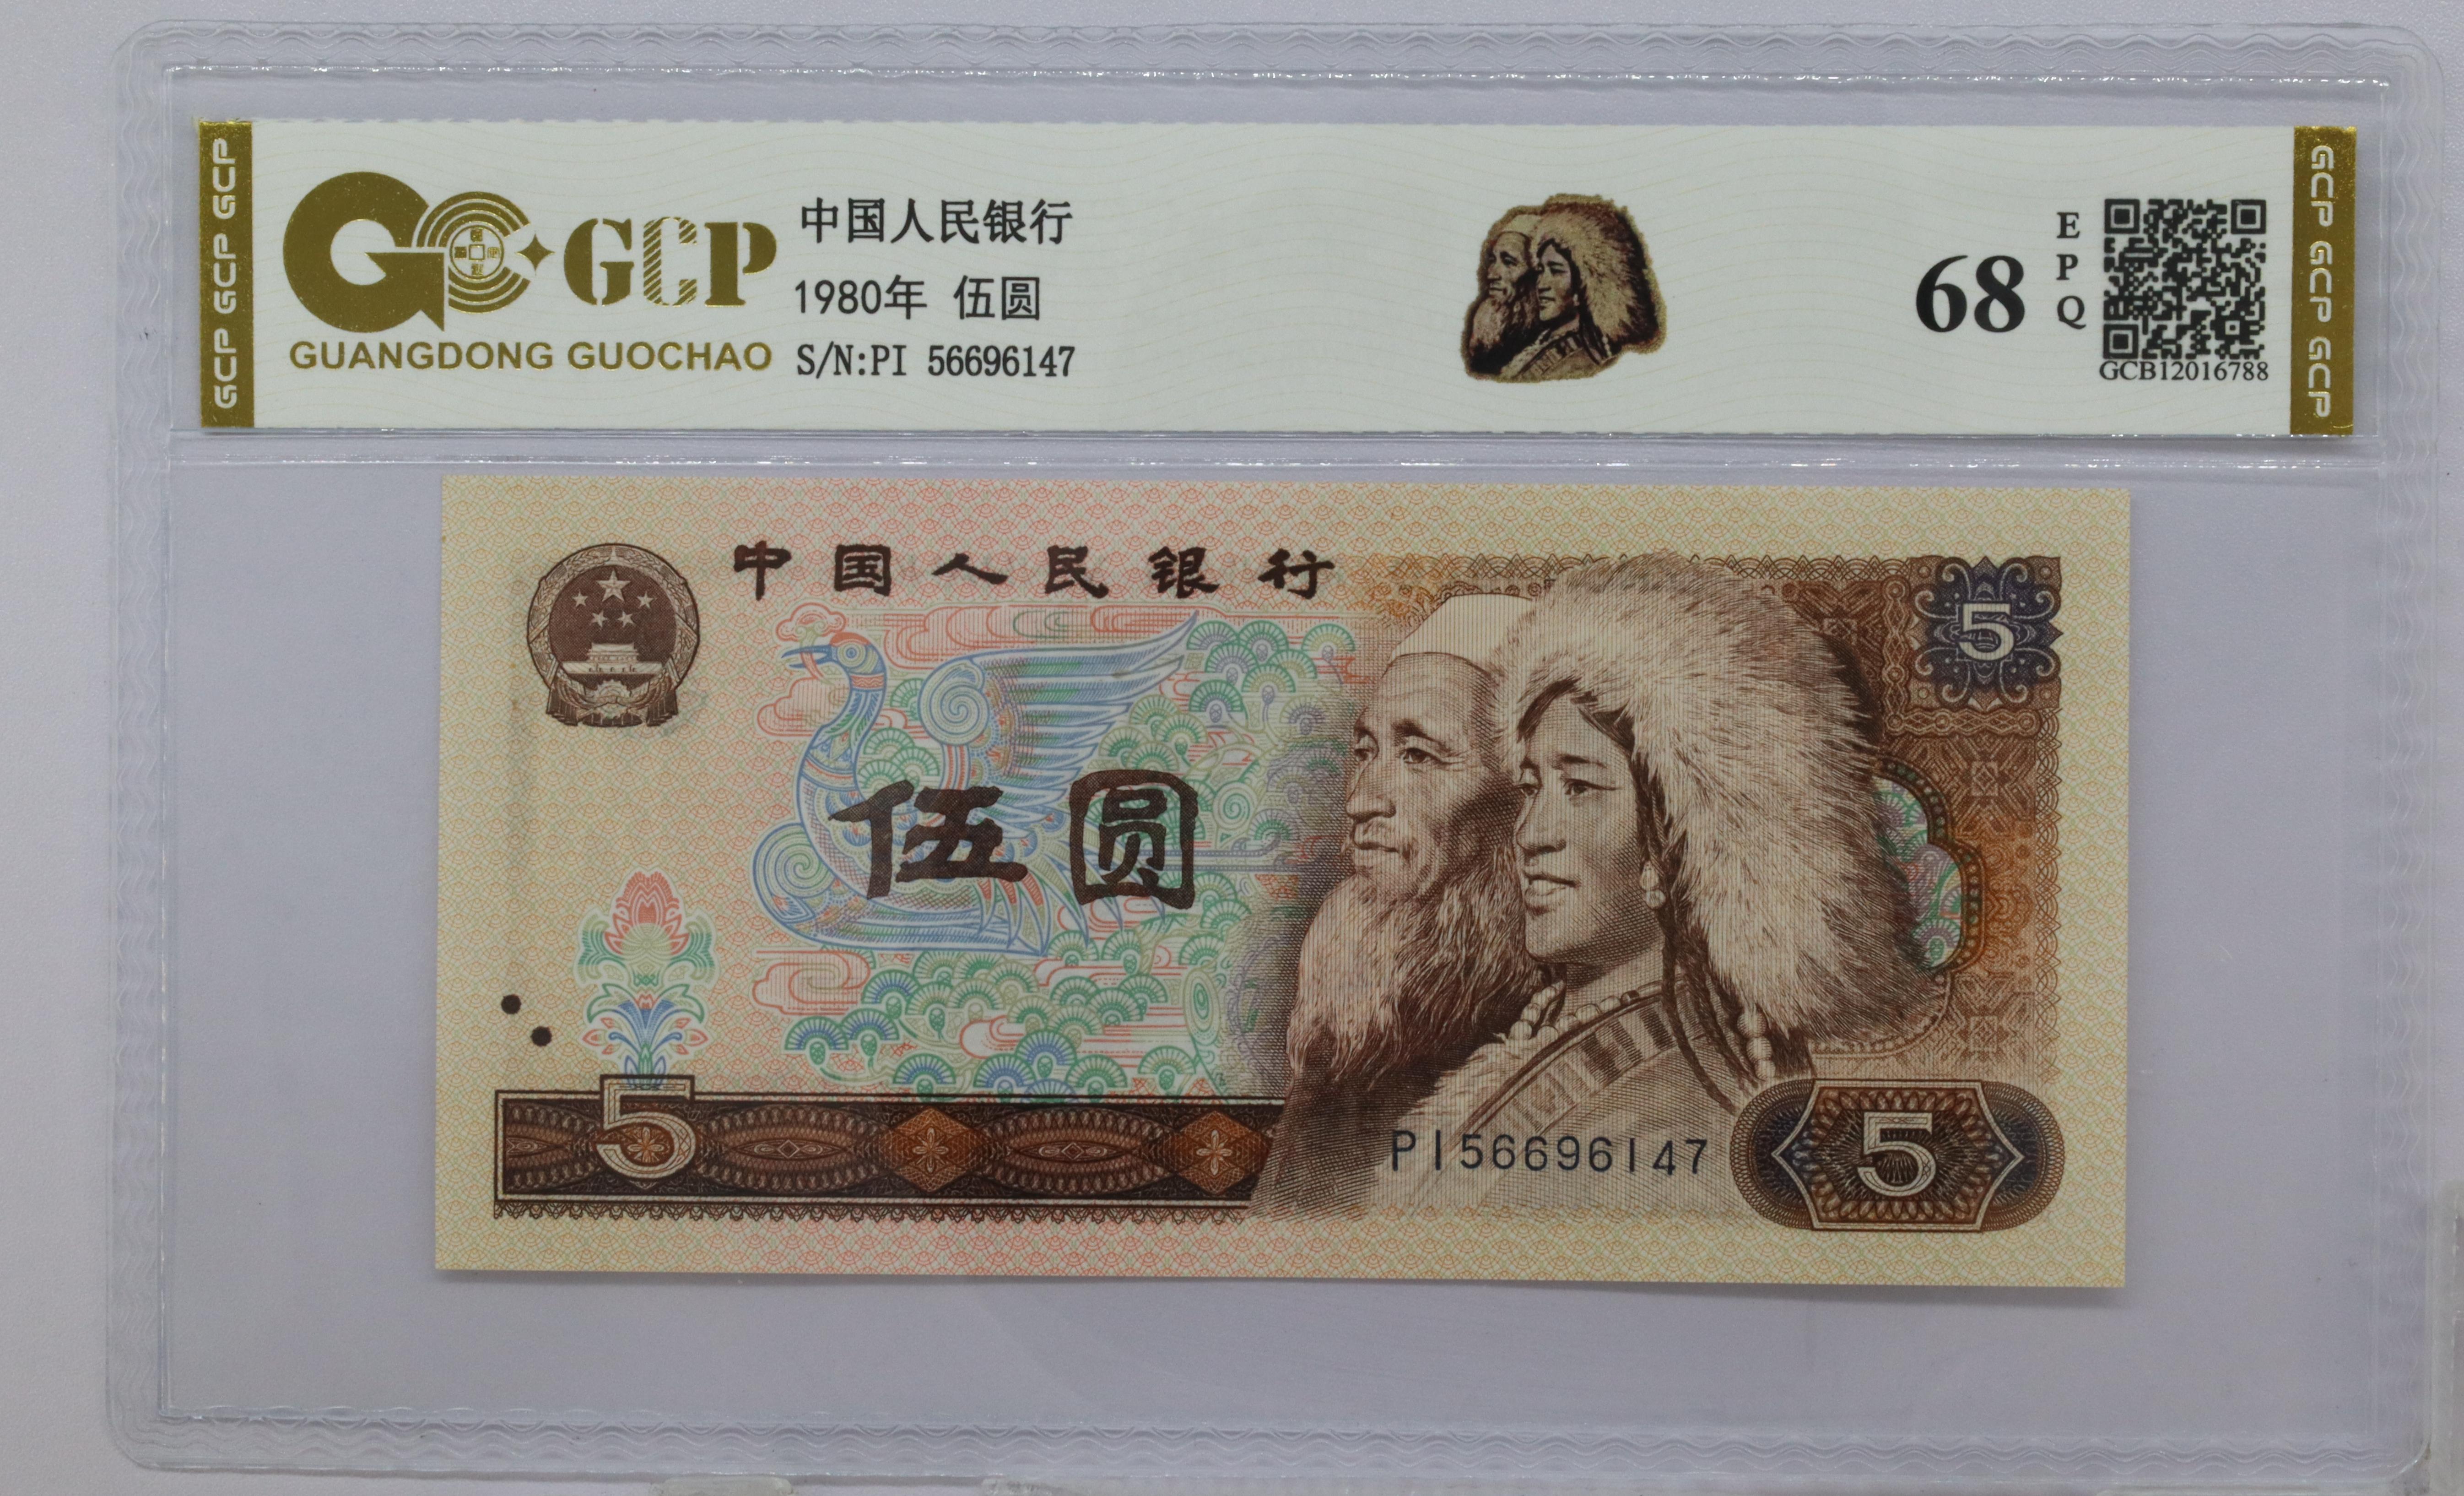 GCP GCP GCP
GCP
GUANGDONG GUOCHAO
中国人民银行
1980年 伍圆
S/N:PI 56696147
68
EPQ
GCB12016788
GCP GCP GCP
中国人民银行
5
伍圆
5
PI56696147
5